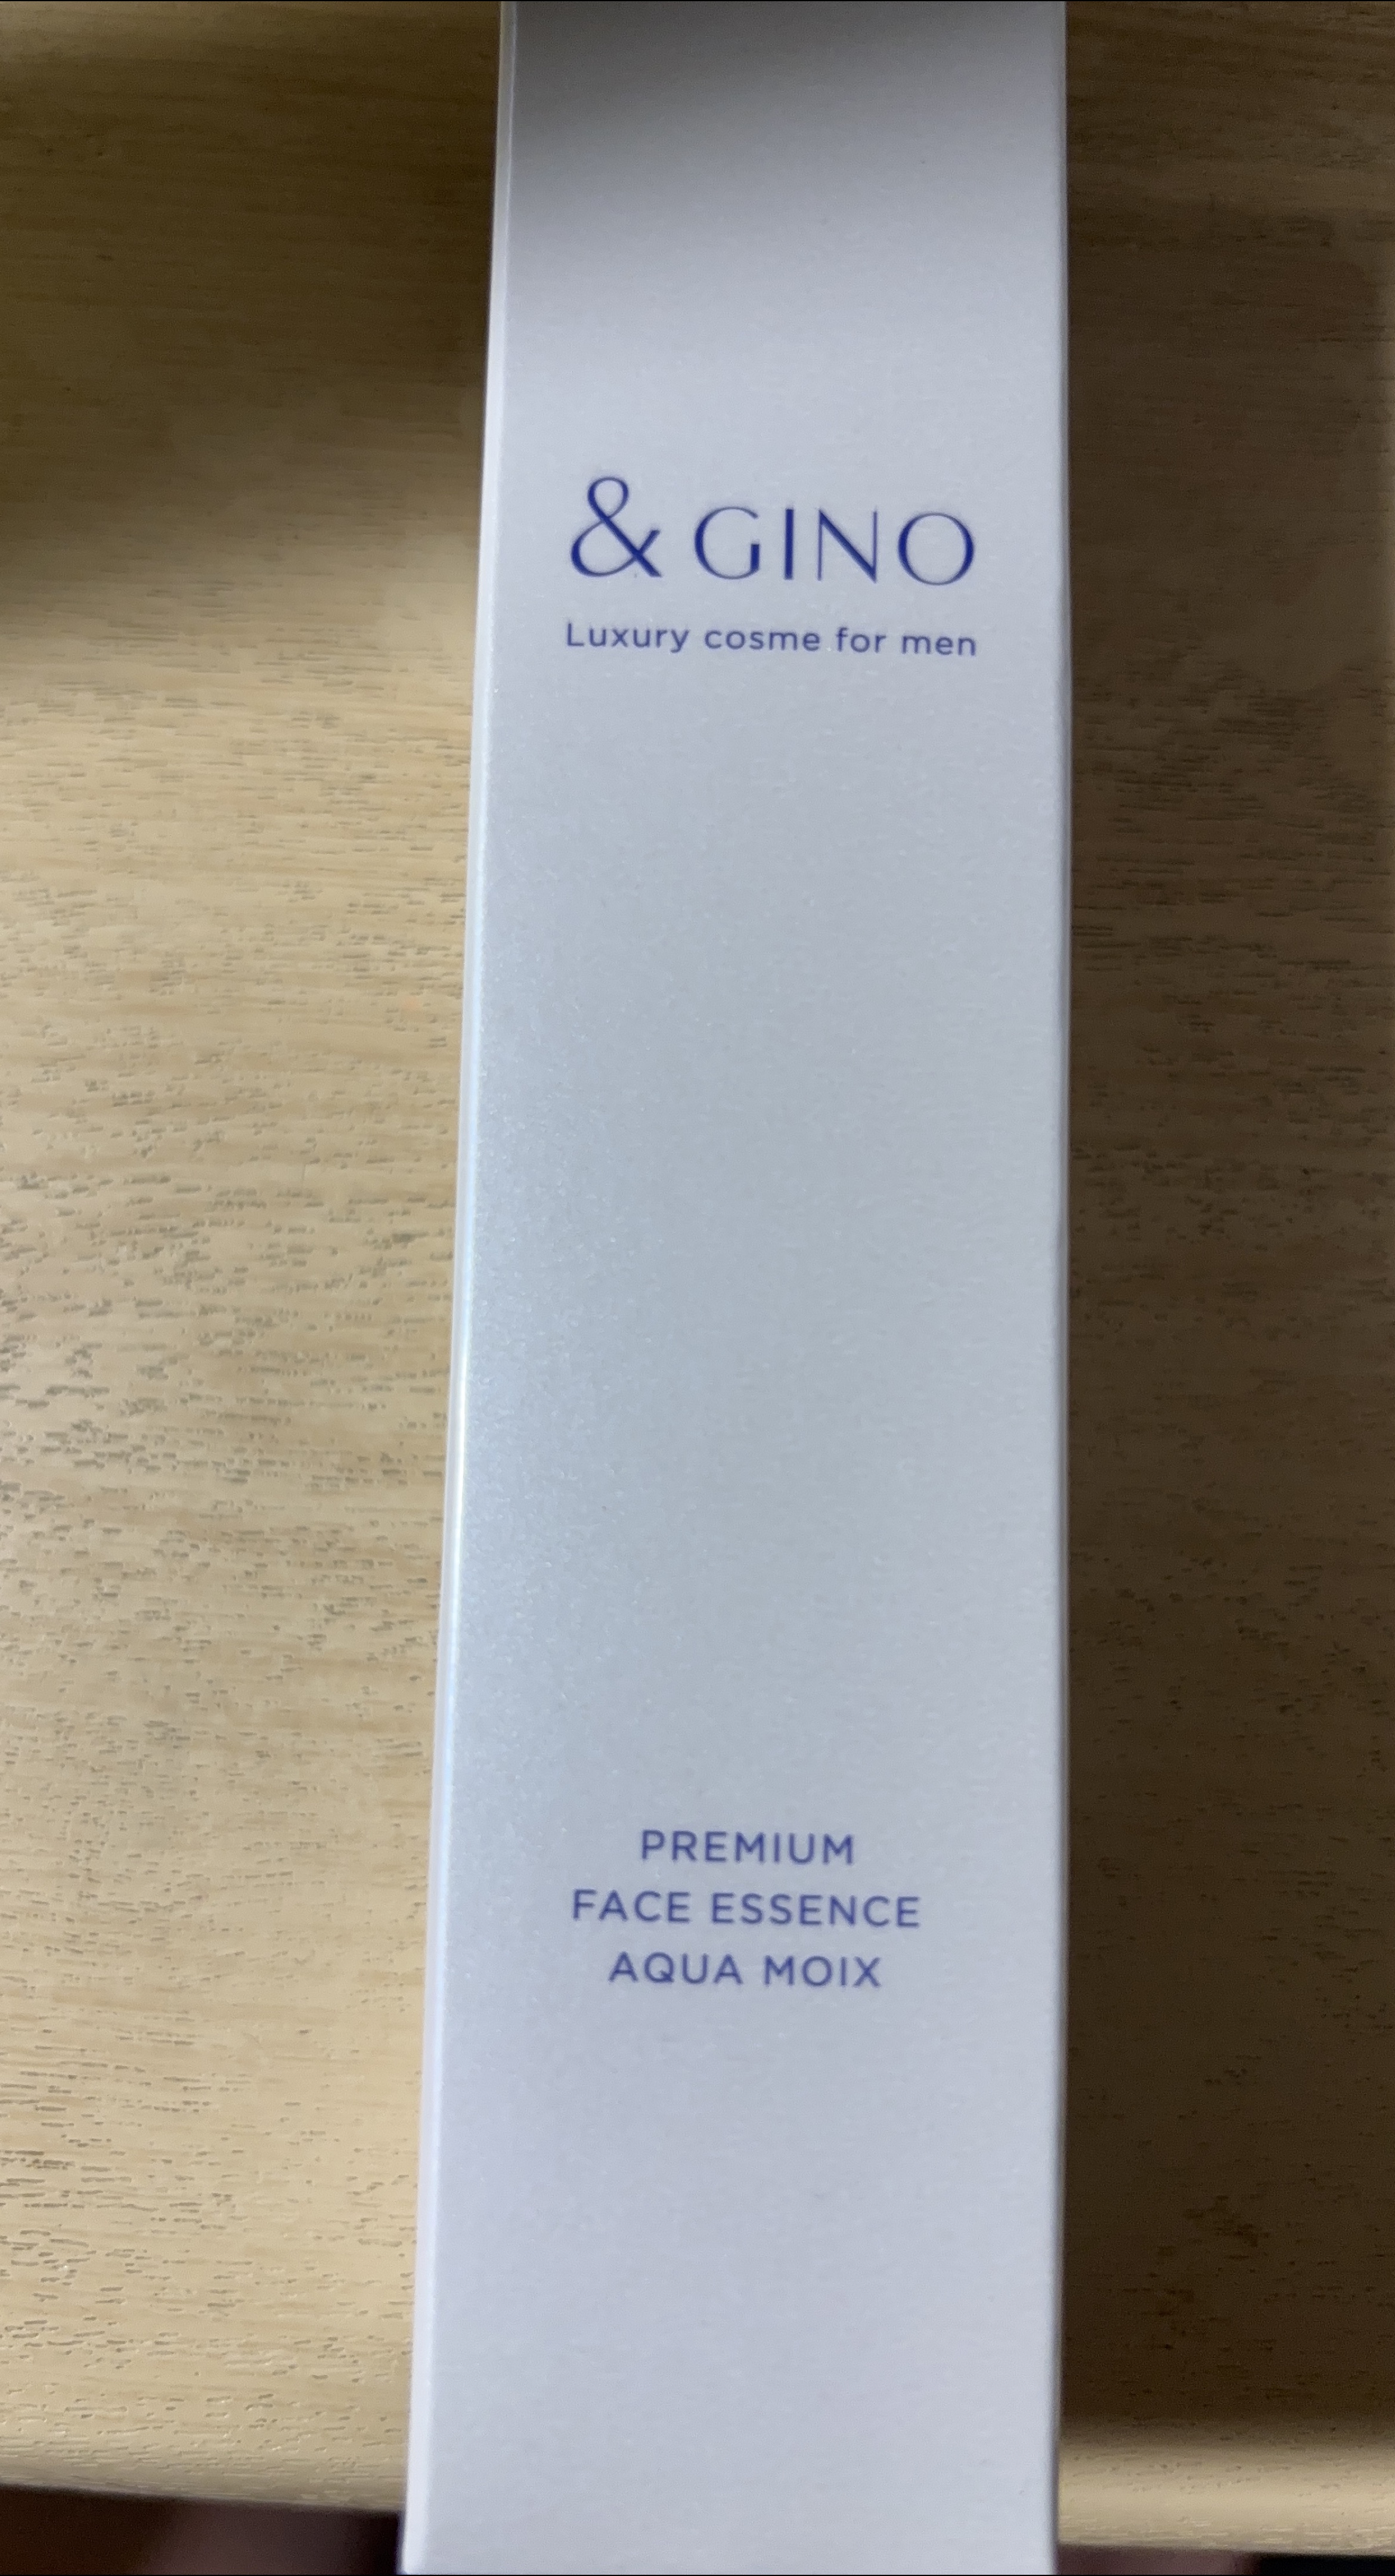 & GINO
Luxury cosme for men
PREMIUM
FACE ESSENCE
AQUA MOIX